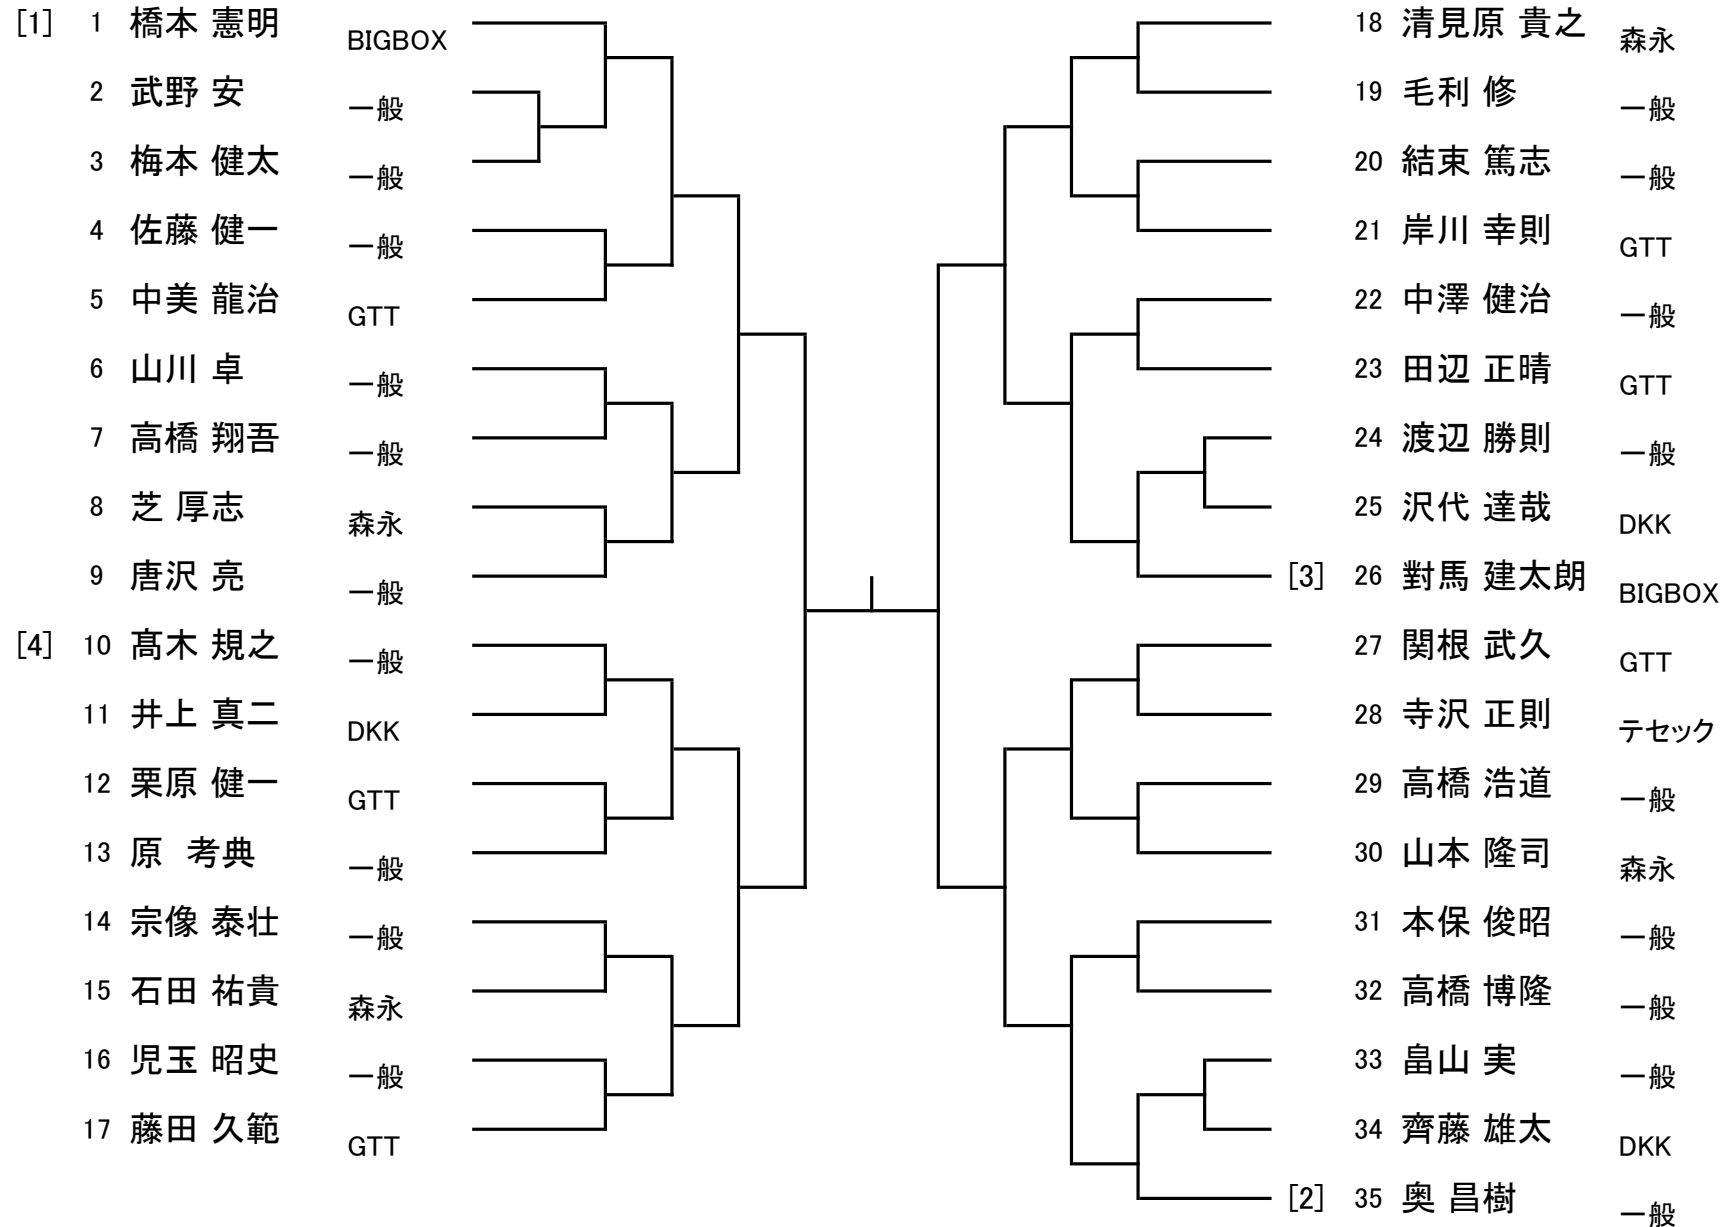 [1] 1 橋本 憲明 BIGBOX
2 武野 安 一般
3 梅本 健太 一般
4 佐藤 健一 一般
5 中美 龍治 GTT
6 山川 卓 一般
7 高橋 翔吾 一般
8 芝 厚志 森永
9 唐沢 亮 一般
[4] 10 髙木 規之 一般
11 井上 真二 DKK
12 栗原 健一 GTT
13 原 考典 一般
14 宗像 泰壮 一般
15 石田 祐貴 森永
16 児玉 昭史 一般
17 藤田 久範 GTT
18 清見原 貴之 森永
19 毛利 修 一般
20 結束 篤志 一般
21 岸川 幸則 GTT
22 中澤 健治 一般
23 田辺 正晴 GTT
24 渡辺 勝則 一般
25 沢代 達哉 DKK
[3] 26 對馬 建太朗 BIGBOX
27 関根 武久 GTT
28 寺沢 正則 テセック
29 高橋 浩道 一般
30 山本 隆司 森永
31 本保 俊昭 一般
32 高橋 博隆 一般
33 畠山 実 一般
34 齊藤 雄太 DKK
[2] 35 奥 昌樹 一般